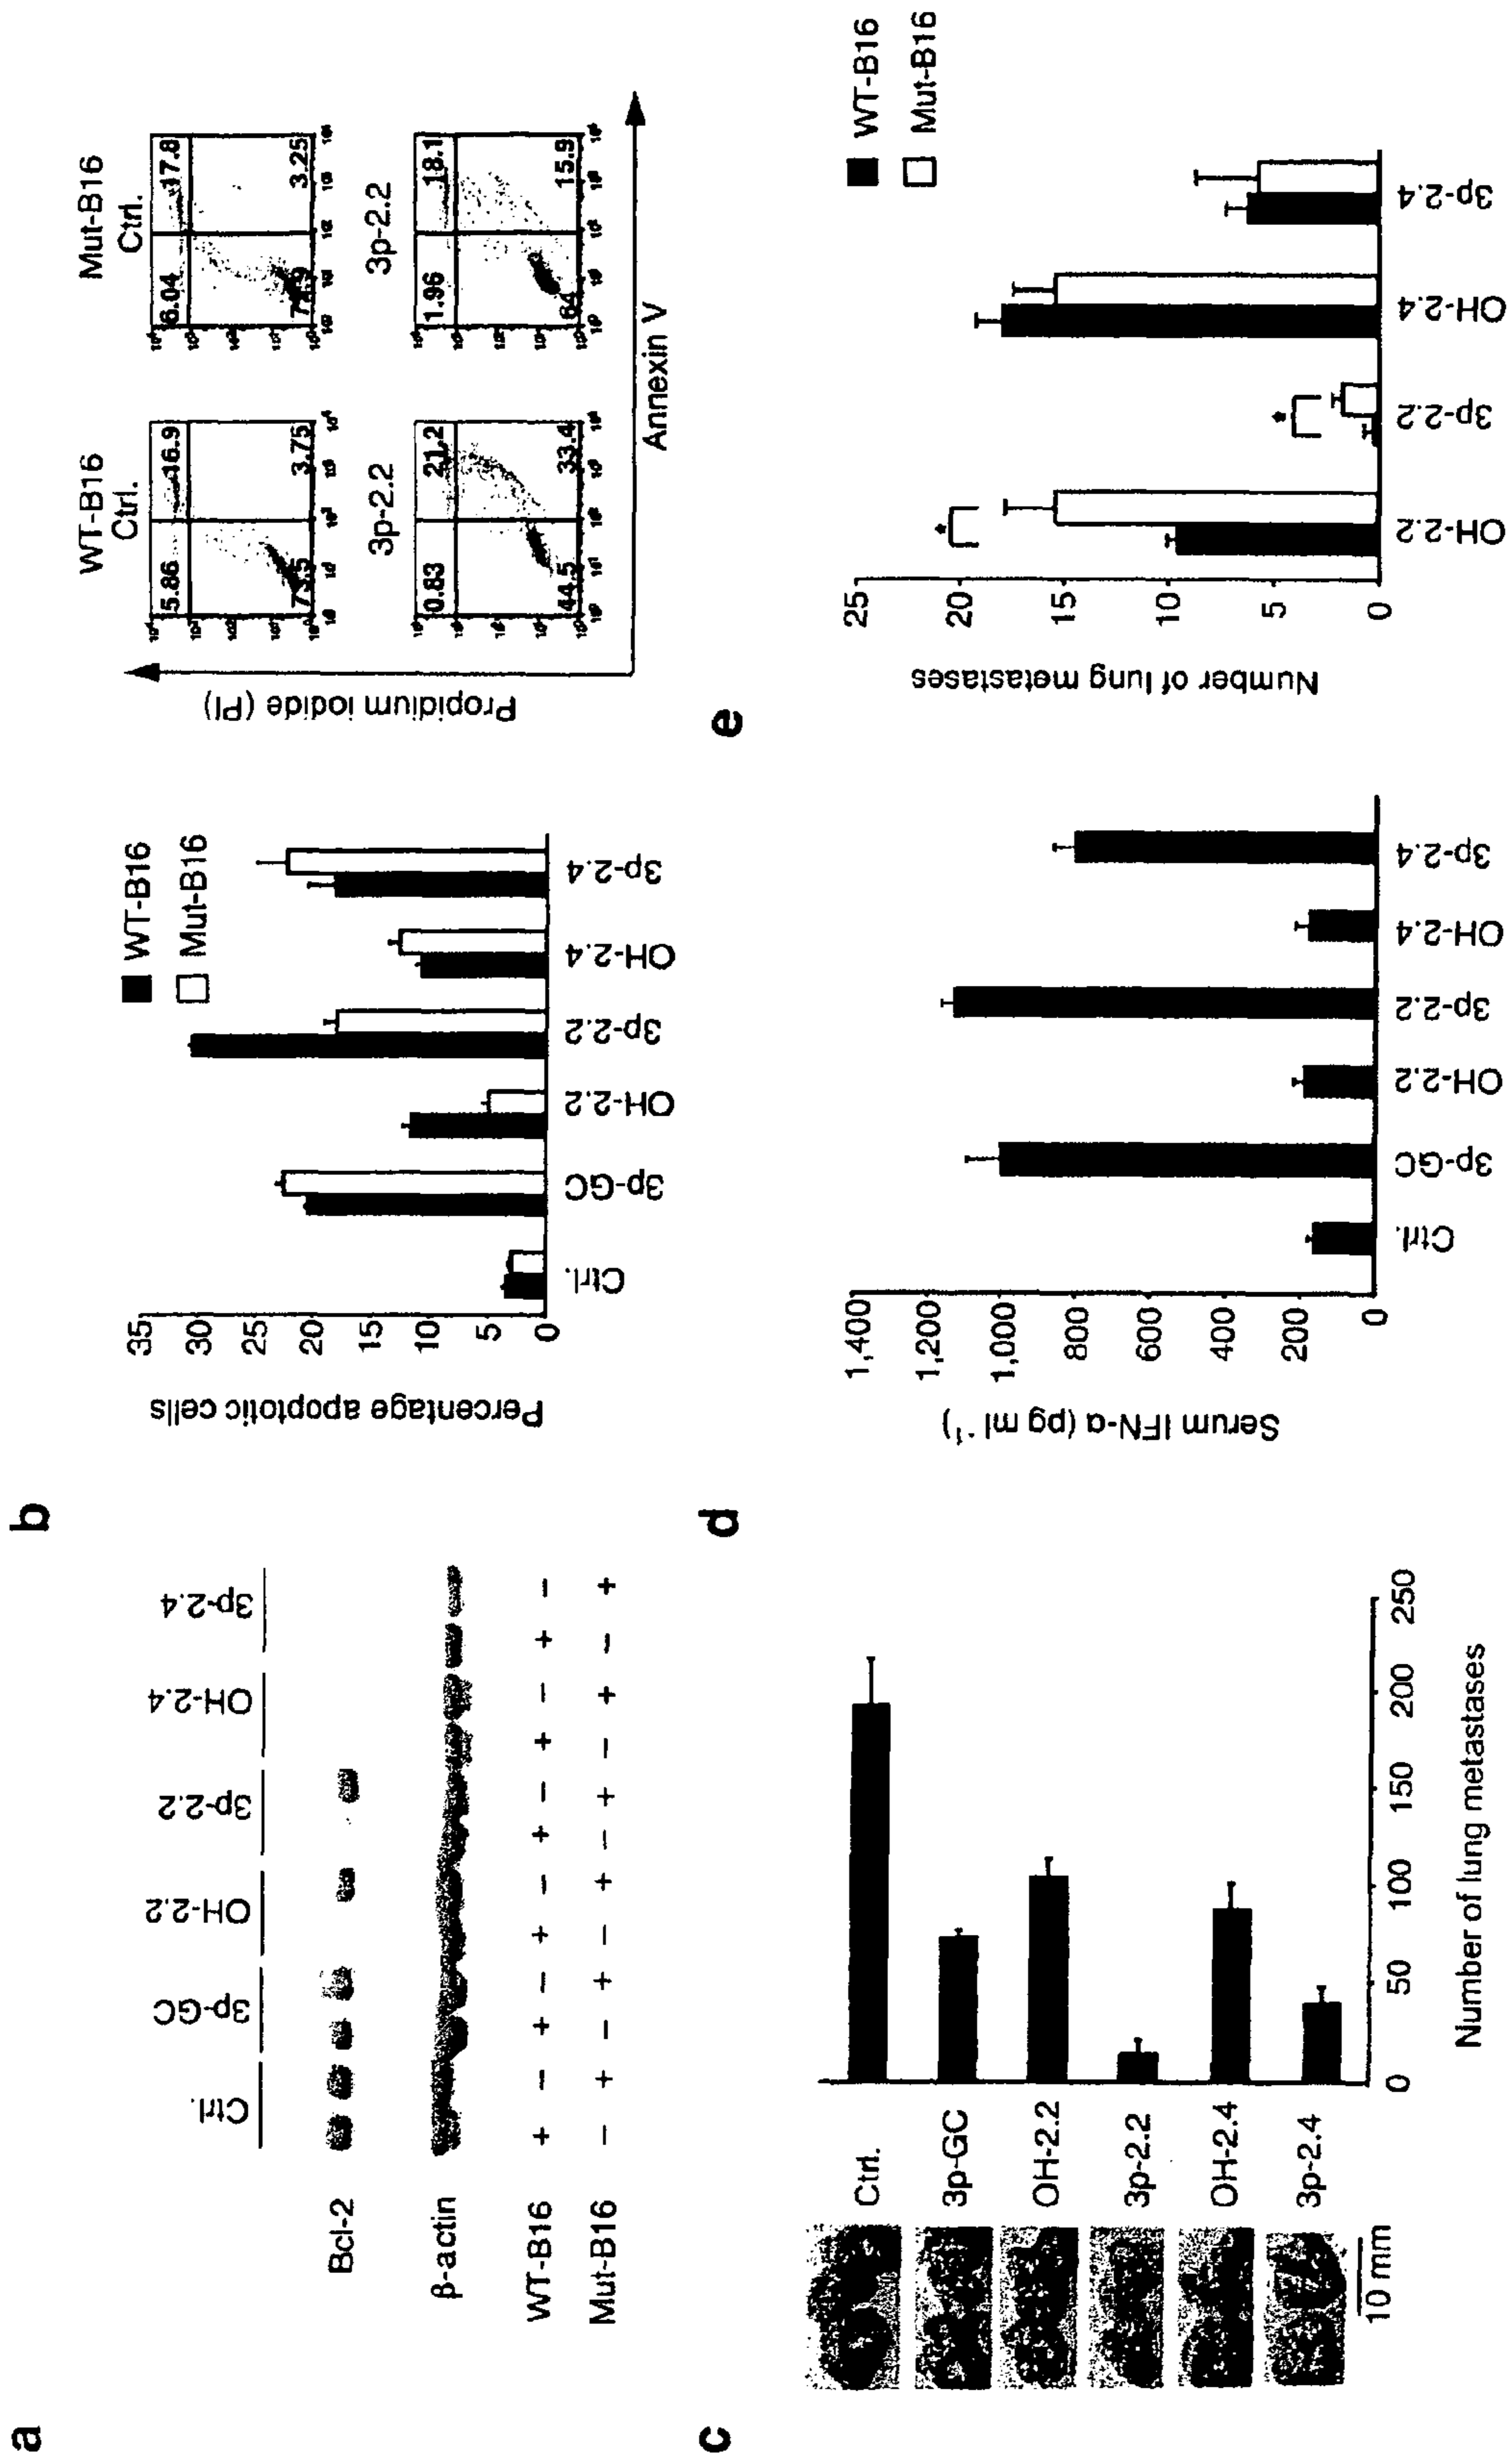 a
Ctrl. 3p-GC OH-2.2 3p-2.2 OH-2.4 3p-2.4
Bcl-2
β-actin
WT-B16 + − + − + − + − + − + −
Mut-B16 − + − + − + − + − + − +
b
Percentage apoptotic cells
35
30
25
20
15
10
5
0
Ctrl. 3p-GC OH-2.2 3p-2.2 OH-2.4 3p-2.4
WT-B16
Mut-B16
WT-B16 Mut-B16
Ctrl. Ctrl.
5.86 16.9 6.04 17.8
73.5 3.75 3.25
3p-2.2 3p-2.2
0.83 21.2 1.96 18.1
44.5 33.4 64 15.9
Propidium iodide (PI)
Annexin V
c
Ctrl.
3p-GC
OH-2.2
3p-2.2
OH-2.4
3p-2.4
10 mm
0 50 100 150 200 250
Number of lung metastases
d
Serum IFN-α (pg ml⁻¹)
1,400
1,200
1,000
800
600
400
200
0
Ctrl. 3p-GC OH-2.2 3p-2.2 OH-2.4 3p-2.4
e
Number of lung metastases
25
20
15
10
5
0
* *
OH-2.2 3p-2.2 OH-2.4 3p-2.4
WT-B16
Mut-B16